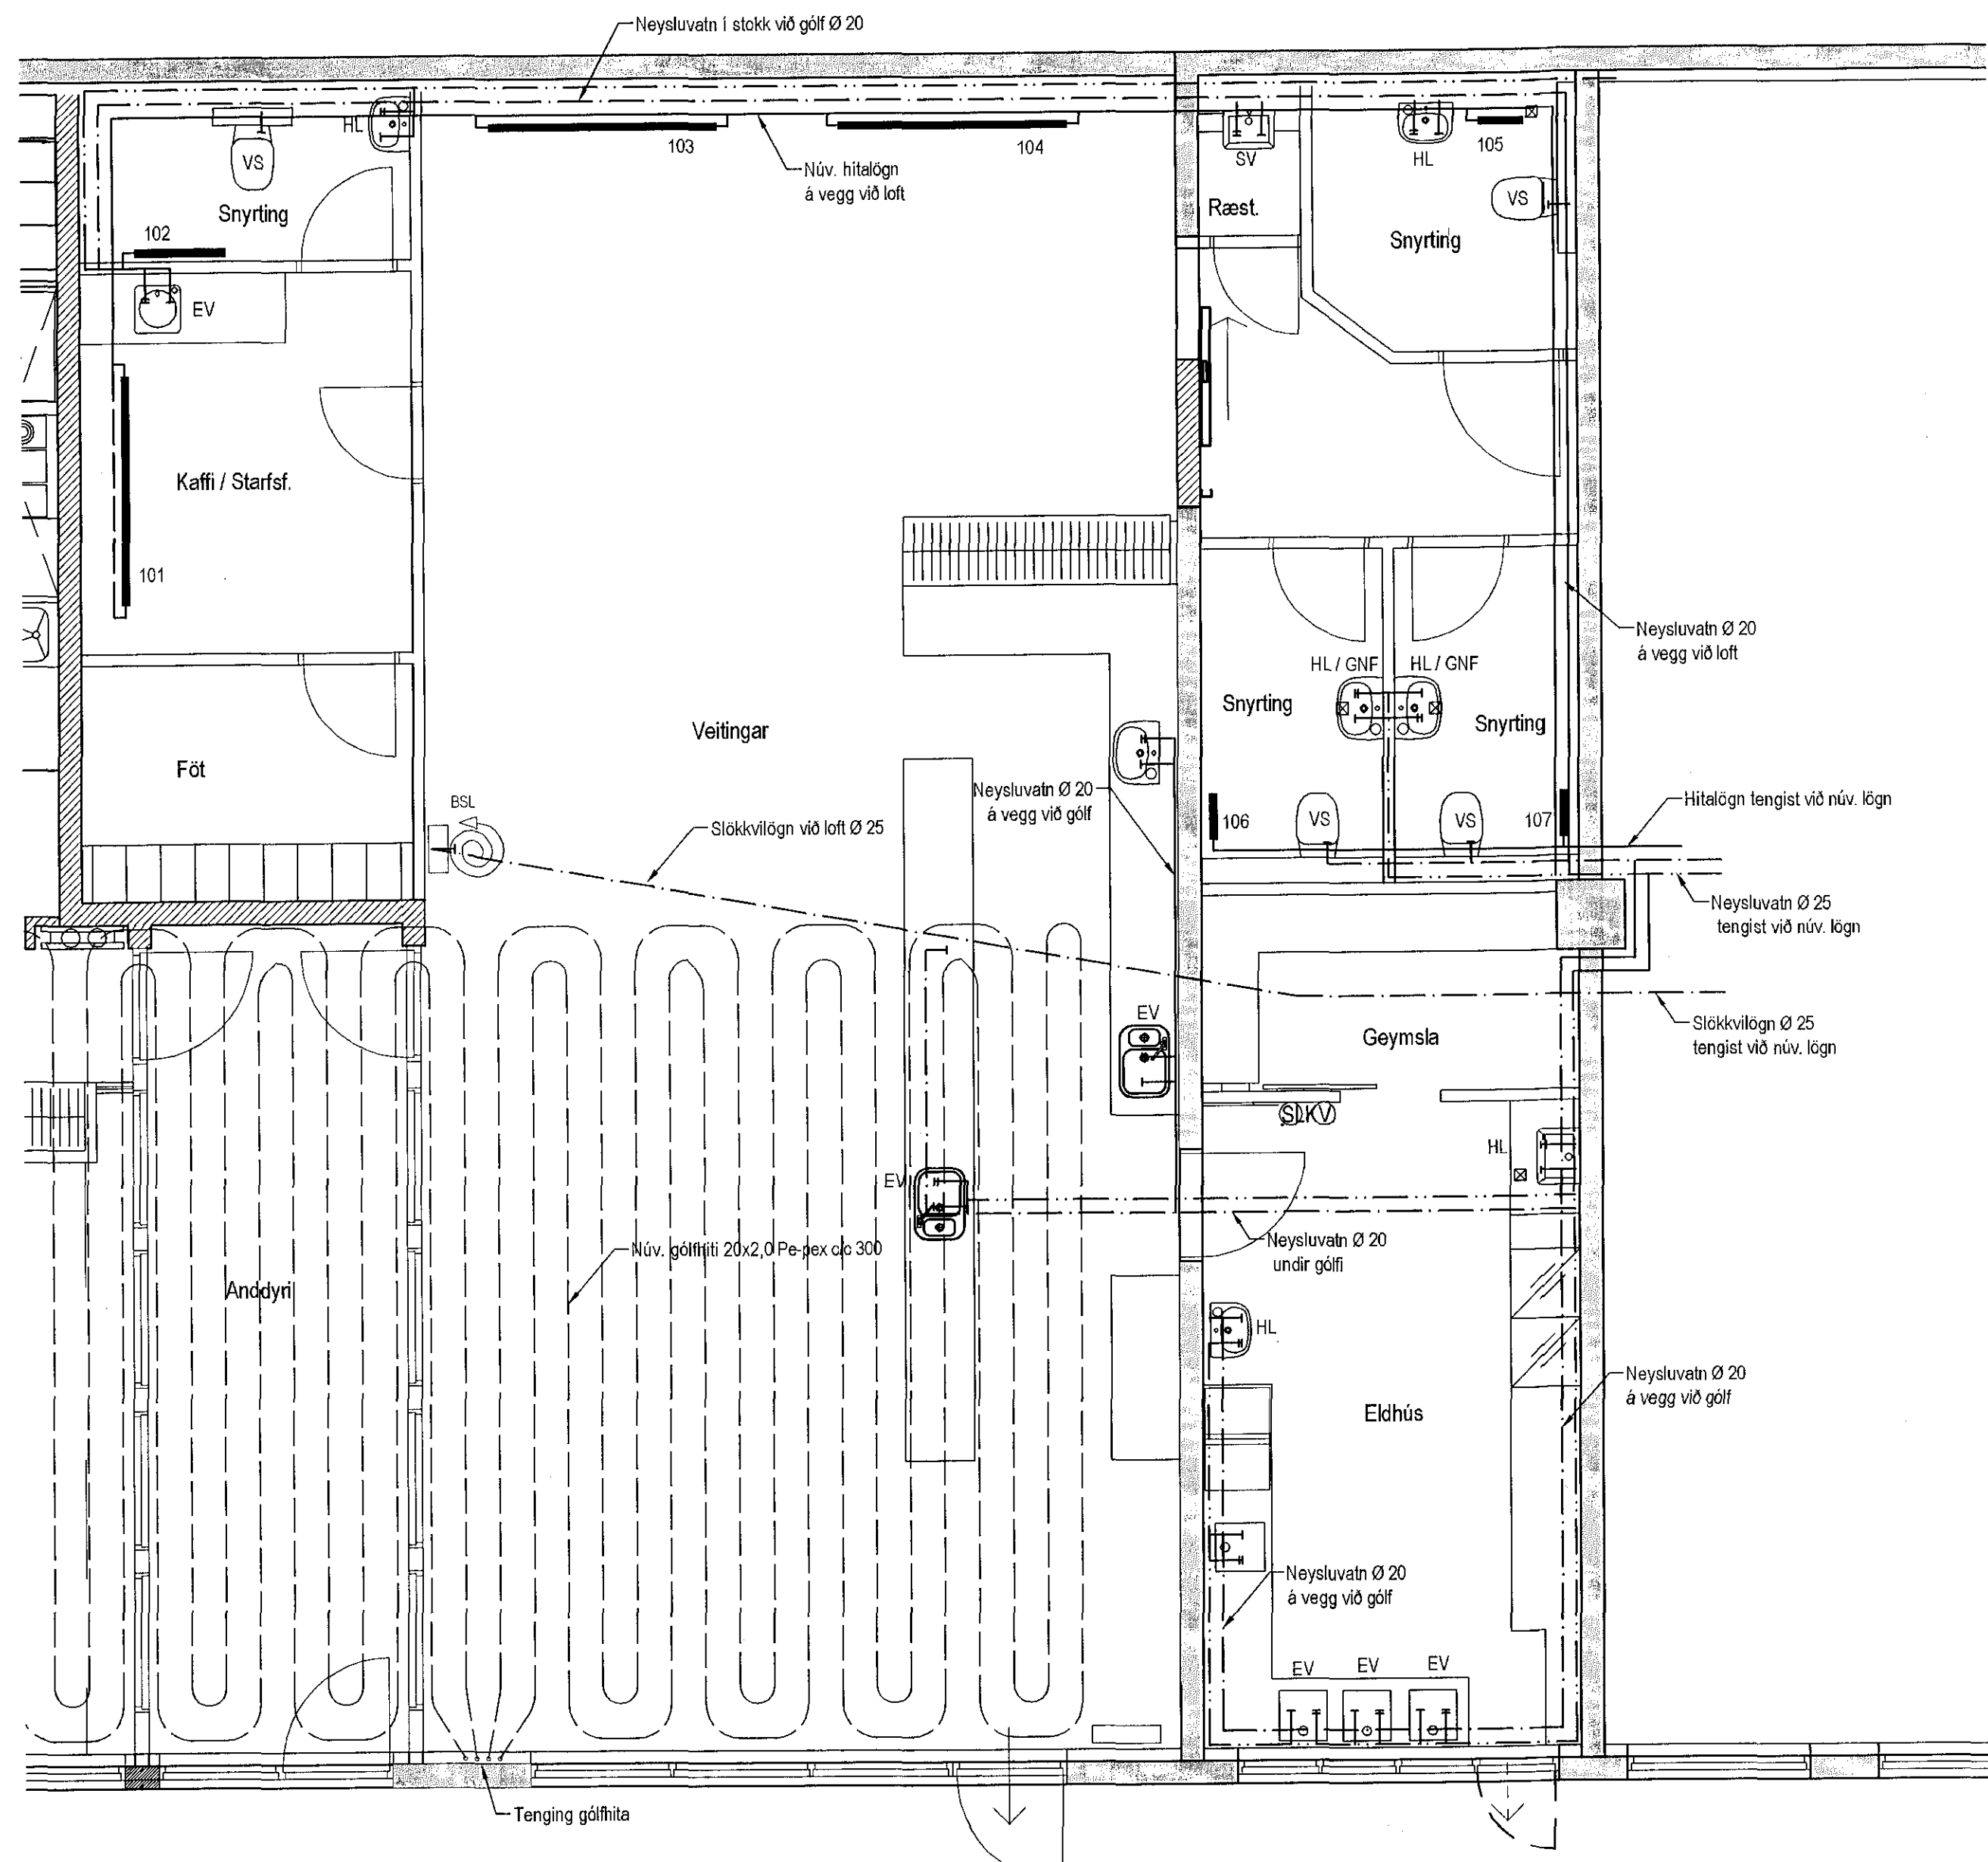 Neysluvatn í stokk við gólf Ø 20
HL
VS
Snyrting
102
EV
103
104
Núv. hitalögn
á vegg við loft
SV
HL
105
VS
Ræst.
Snyrting
Kaffi / Starfsf.
101
Neysluvatn Ø 20
á vegg við loft
HL / GNF
HL / GNF
Snyrting
Snyrting
Veitingar
Föt
BSL
Slökkvilögn við loft Ø 25
Neysluvatn Ø 20
á vegg við gólf
106
VS
VS
107
Hitalögn tengist við núv. lögn
Neysluvatn Ø 25
tengist við núv. lögn
EV
Geymsla
Slökkvilögn Ø 25
tengist við núv. lögn
SLKV
HL
EV
Neysluvatn Ø 20
undir gólfi
Núv. gólfhiti 20x2,0 Pe-pex c/c 300
Anddyri
HL
Neysluvatn Ø 20
á vegg við gólf
Eldhús
Neysluvatn Ø 20
á vegg við gólf
EV
EV
EV
Tenging gólfhita